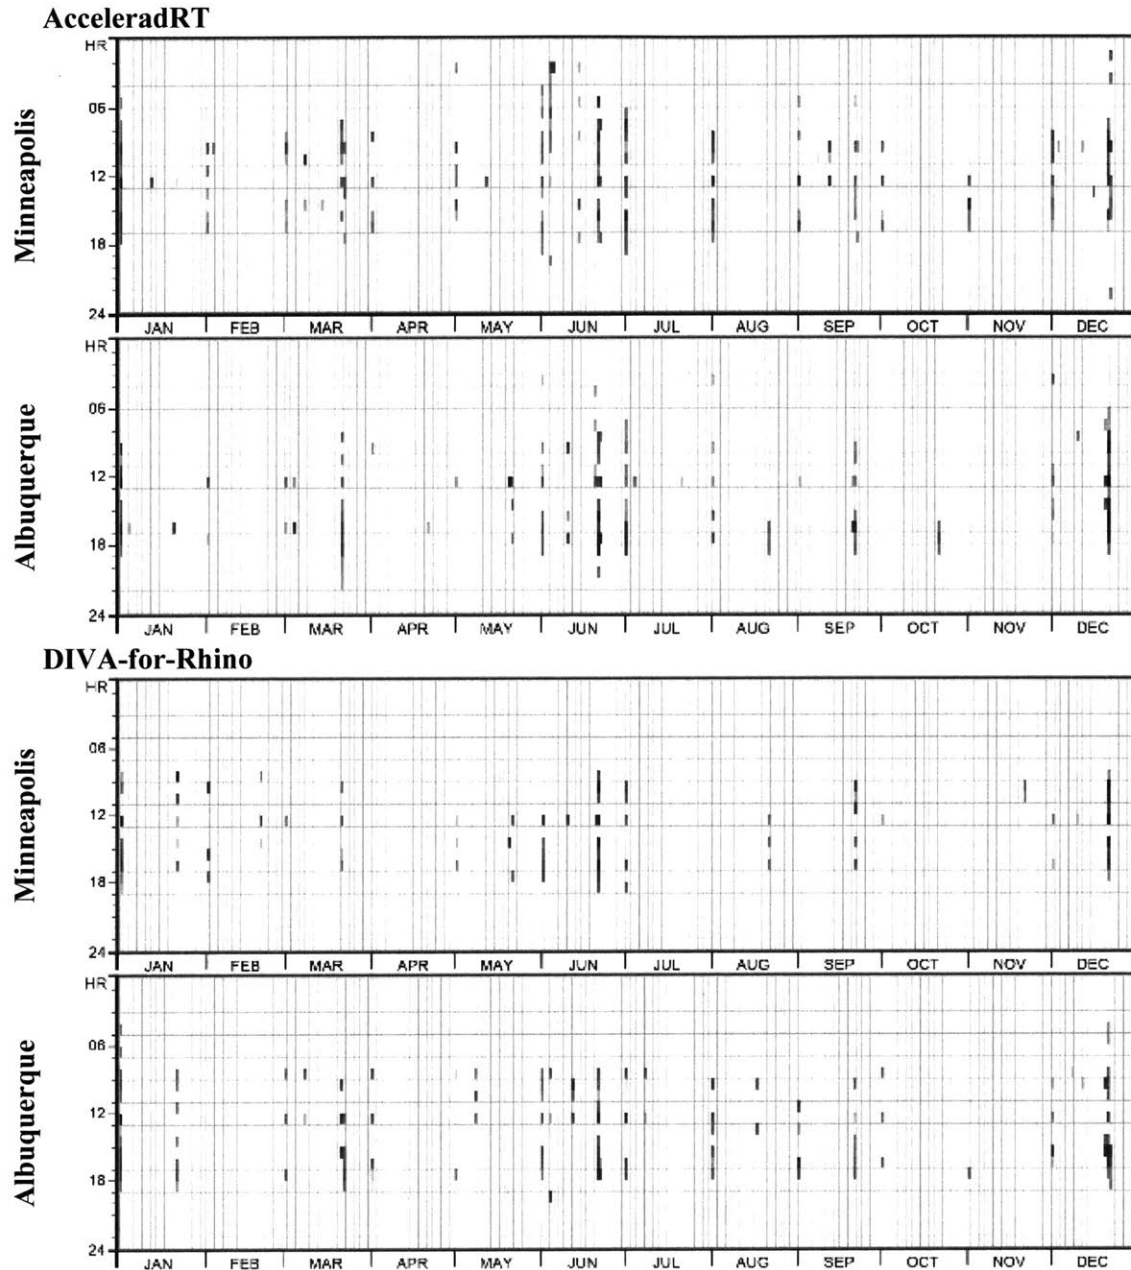 AcceleradRT
Minneapolis
HR
06
12
18
24
JAN FEB MAR APR MAY JUN JUL AUG SEP OCT NOV DEC
Albuquerque
HR
06
12
18
24
JAN FEB MAR APR MAY JUN JUL AUG SEP OCT NOV DEC
DIVA-for-Rhino
Minneapolis
HR
06
12
18
24
JAN FEB MAR APR MAY JUN JUL AUG SEP OCT NOV DEC
Albuquerque
HR
06
12
18
24
JAN FEB MAR APR MAY JUN JUL AUG SEP OCT NOV DEC